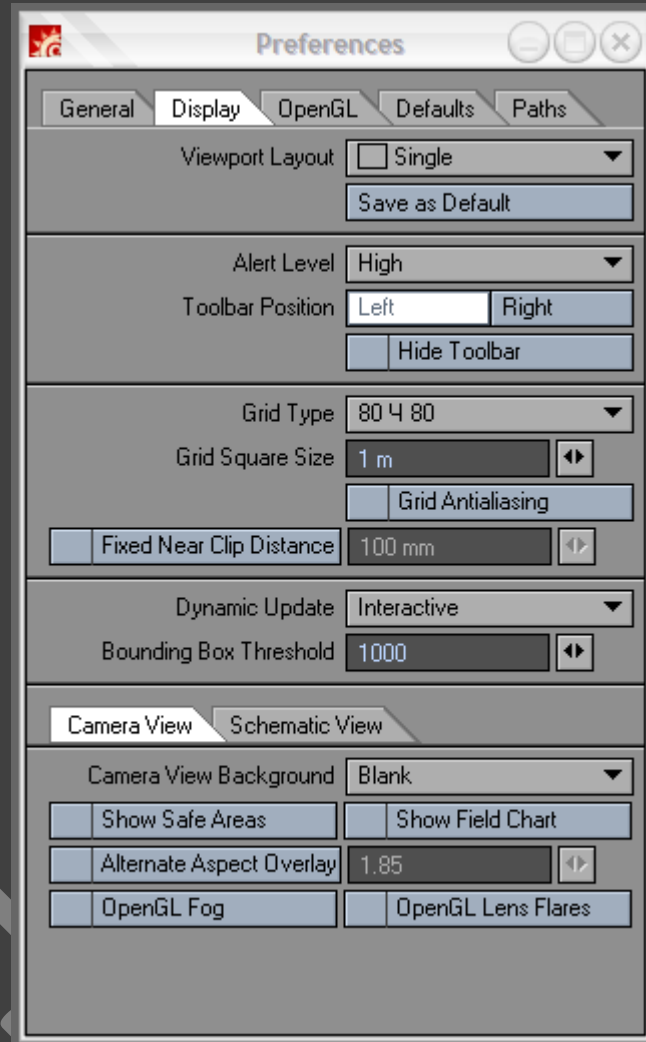 Preferences
General Display OpenGL Defaults Paths
Viewport Layout Single
Save as Default
Alert Level High
Toolbar Position Left Right
Hide Toolbar
Grid Type 80 Ч 80
Grid Square Size 1 m
Grid Antialiasing
Fixed Near Clip Distance 100 mm
Dynamic Update Interactive
Bounding Box Threshold 1000
Camera View Schematic View
Camera View Background Blank
Show Safe Areas Show Field Chart
Alternate Aspect Overlay 1.85
OpenGL Fog OpenGL Lens Flares